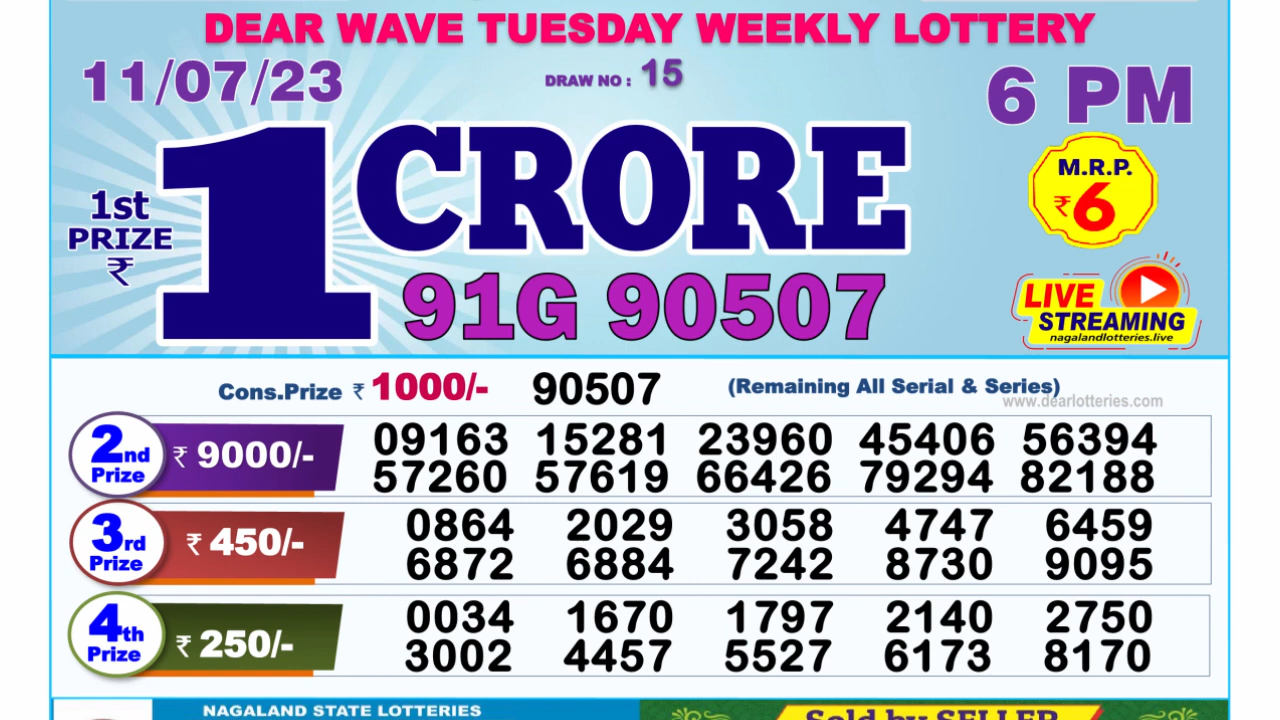 DEAR WAVE TUESDAY WEEKLY LOTTERY
11/07/23
DRAW NO : 15
6 PM
1st PRIZE ₹ 1 CRORE
M.R.P.
₹6
91G 90507
LIVE
STREAMING
nagalandlotteries.live
Cons.Prize ₹ 1000/- 90507 (Remaining All Serial & Series)
www.dearlotteries.com
2nd Prize ₹ 9000/-
09163 15281 23960 45406 56394
57260 57619 66426 79294 82188
3rd Prize ₹ 450/-
0864 2029 3058 4747 6459
6872 6884 7242 8730 9095
4th Prize ₹ 250/-
0034 1670 1797 2140 2750
3002 4457 5527 6173 8170
NAGALAND STATE LOTTERIES
Sold by SELLER